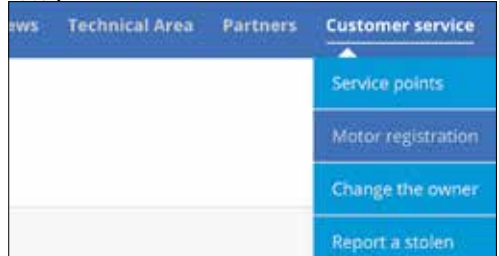 ews Technical Area Partners Customer service
Service points
Motor registration
Change the owner
Report a stolen